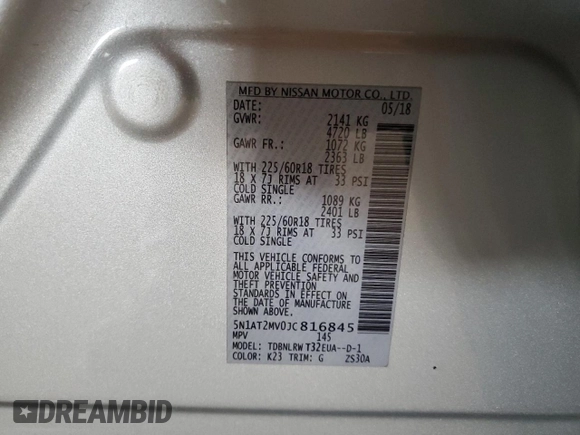 MFD BY NISSAN MOTOR CO., LTD.
DATE: 05/18
GVWR: 2141 KG
4720 LB
GAWR FR.: 1072 KG
2363 LB
WITH 225/60R18 TIRES
18 X 7J RIMS AT 33 PSI
COLD SINGLE
GAWR RR.: 1089 KG
2401 LB
WITH 225/60R18 TIRES
18 X 7J RIMS AT 33 PSI
COLD SINGLE
THIS VEHICLE CONFORMS TO
ALL APPLICABLE FEDERAL
MOTOR VEHICLE SAFETY AND
THEFT PREVENTION
STANDARDS IN EFFECT ON
THE DATE OF MANUFACTURE
SHOWN ABOVE.
5N1AT2MV0JC816845
MPV 145
MODEL: TDBNLRW T32EUA--D-1
COLOR: K23 TRIM: G ZS30A
DREAMBID